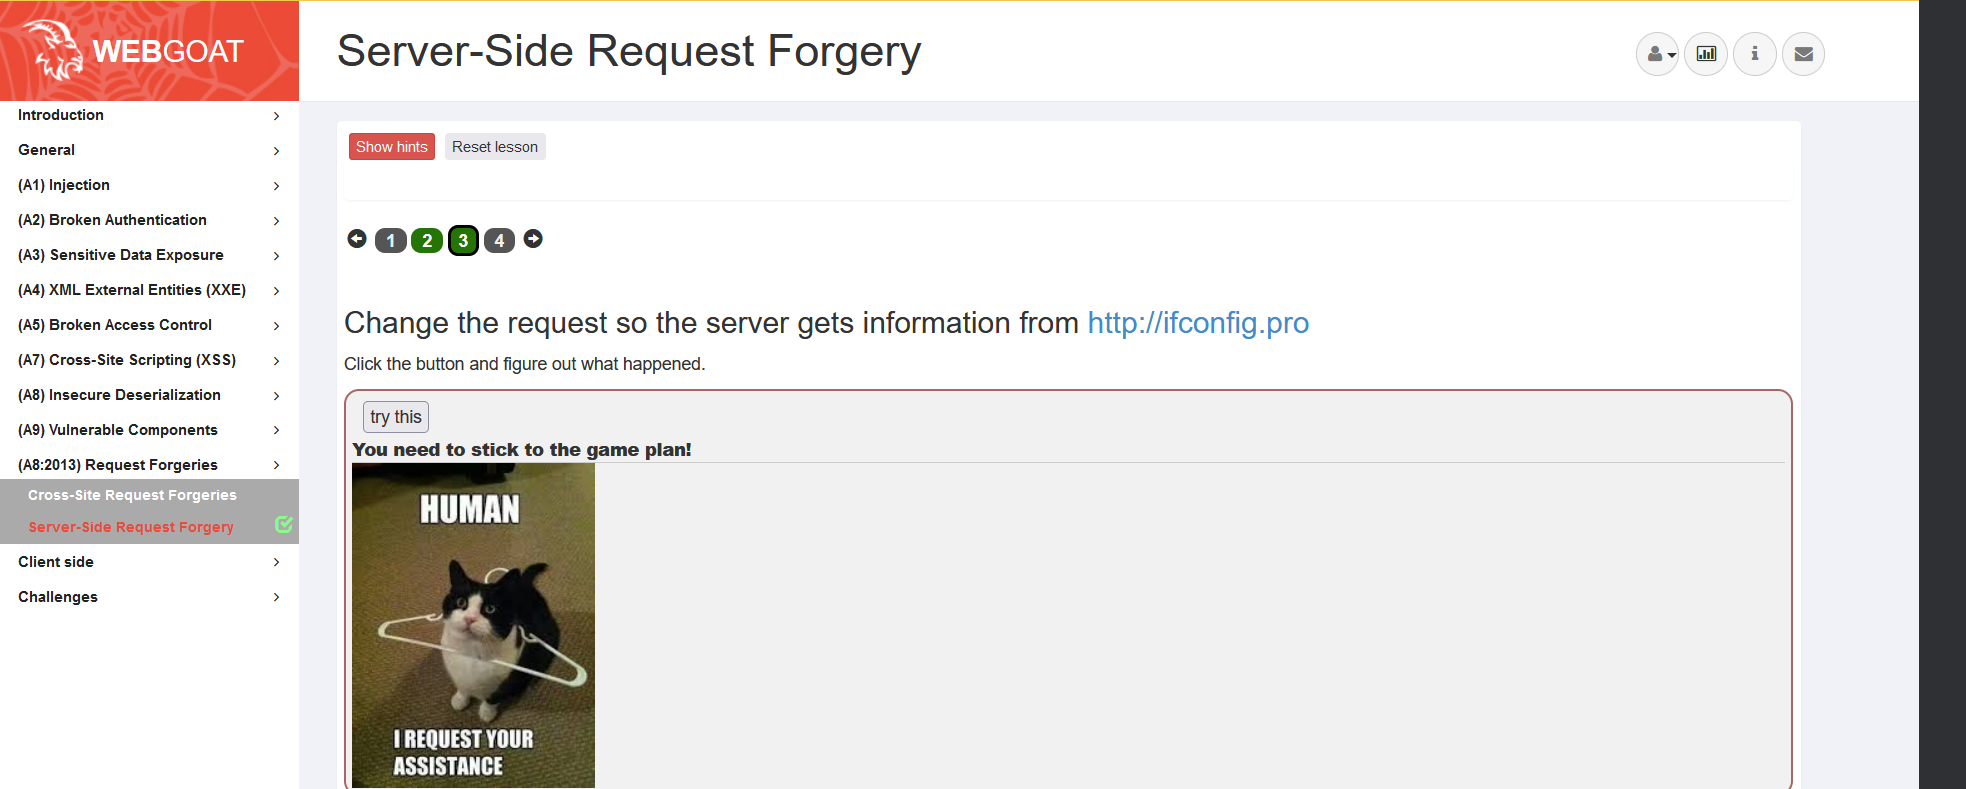 WEBGOAT
Server-Side Request Forgery
Introduction
General
(A1) Injection
(A2) Broken Authentication
(A3) Sensitive Data Exposure
(A4) XML External Entities (XXE)
(A5) Broken Access Control
(A7) Cross-Site Scripting (XSS)
(A8) Insecure Deserialization
(A9) Vulnerable Components
(A8:2013) Request Forgeries
Cross-Site Request Forgeries
Server-Side Request Forgery
Client side
Challenges
Show hints Reset lesson
1 2 3 4
Change the request so the server gets information from http://ifconfig.pro
Click the button and figure out what happened.
try this
You need to stick to the game plan!
HUMAN
I REQUEST YOUR
ASSISTANCE